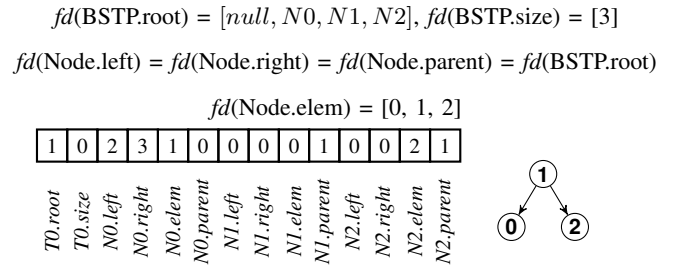 fd(BSTP.root) = [null, N0, N1, N2], fd(BSTP.size) = [3]
fd(Node.left) = fd(Node.right) = fd(Node.parent) = fd(BSTP.root)
fd(Node.elem) = [0, 1, 2]
1 0 2 3 1 0 0 0 0 1 0 0 2 1
T0.root T0.size N0.left N0.right N0.elem N0.parent N1.left N1.right N1.elem N1.parent N2.left N2.right N2.elem N2.parent
1
0 2